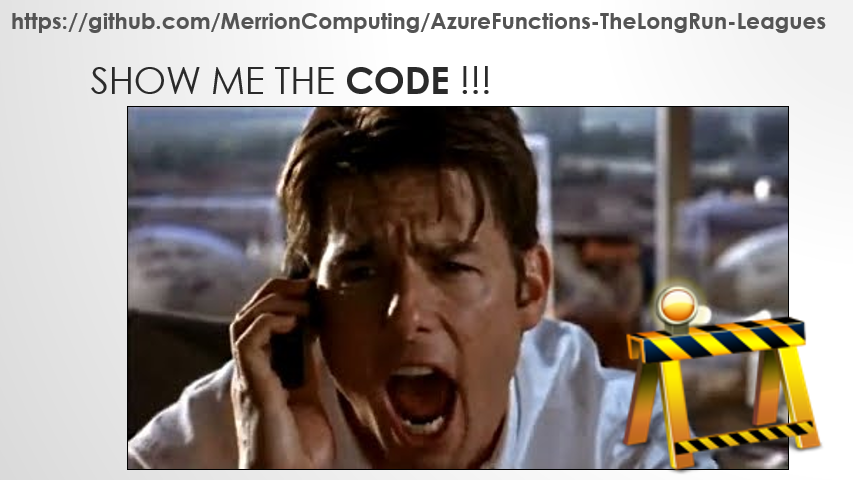 https://github.com/MerrionComputing/AzureFunctions-TheLongRun-Leagues
SHOW ME THE CODE !!!